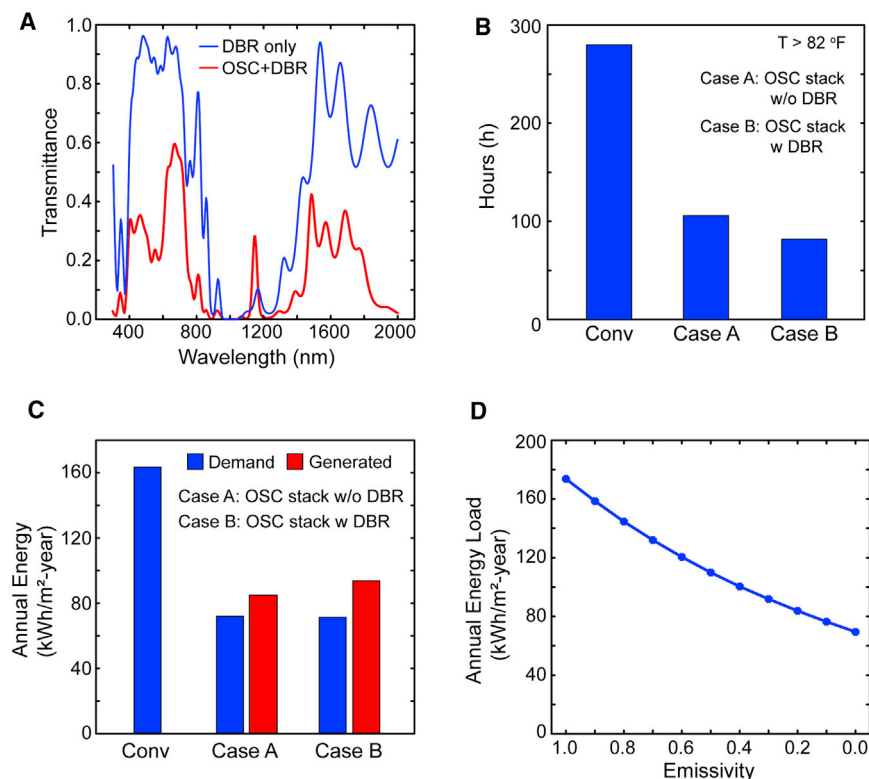 A
1.0
0.8
0.6
0.4
0.2
0.0
Transmittance
DBR only
OSC+DBR
400
800
1200
1600
2000
Wavelength (nm)
B
300
200
100
0
Hours (h)
T > 82 ºF
Case A: OSC stack
w/o DBR
Case B: OSC stack
w DBR
Conv
Case A
Case B
C
160
120
80
40
0
Annual Energy
(kWh/m²-year)
Demand
Generated
Case A: OSC stack w/o DBR
Case B: OSC stack w DBR
Conv
Case A
Case B
D
200
160
120
80
40
0
Annual Energy Load
(kWh/m²-year)
1.0
0.8
0.6
0.4
0.2
0.0
Emissivity